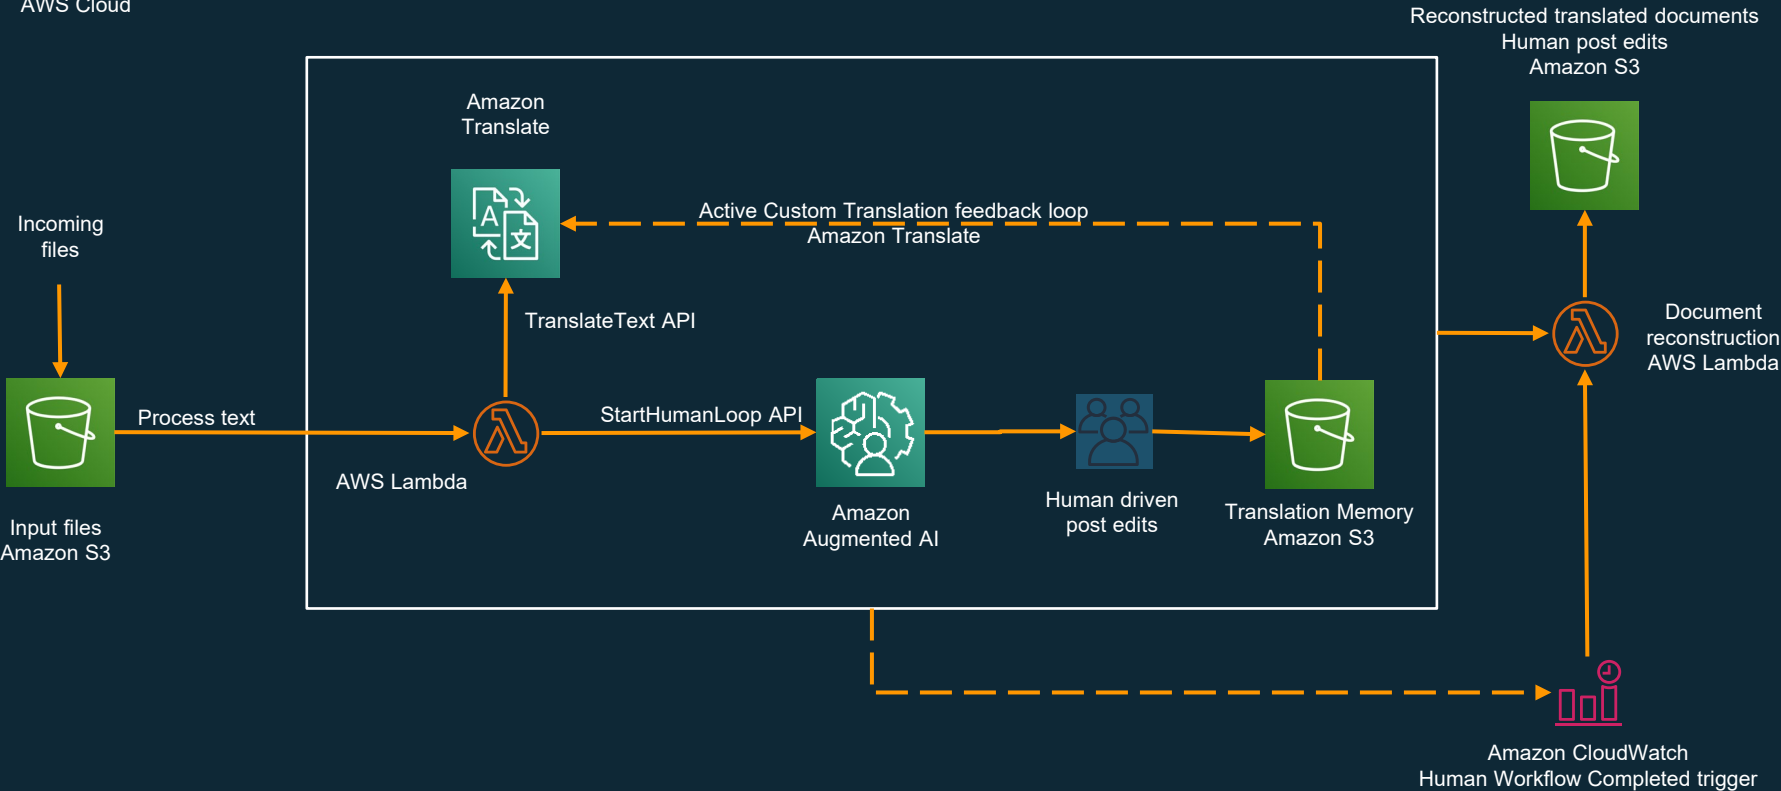 AWS Cloud
Reconstructed translated documents
Human post edits
Amazon S3
Amazon
Translate
Active Custom Translation feedback loop
Amazon Translate
Incoming
files
TranslateText API
Document
reconstruction
AWS Lambda
Process text
StartHumanLoop API
AWS Lambda
Input files
Amazon S3
Amazon
Augmented AI
Human driven
post edits
Translation Memory
Amazon S3
A
文
Amazon CloudWatch
Human Workflow Completed trigger